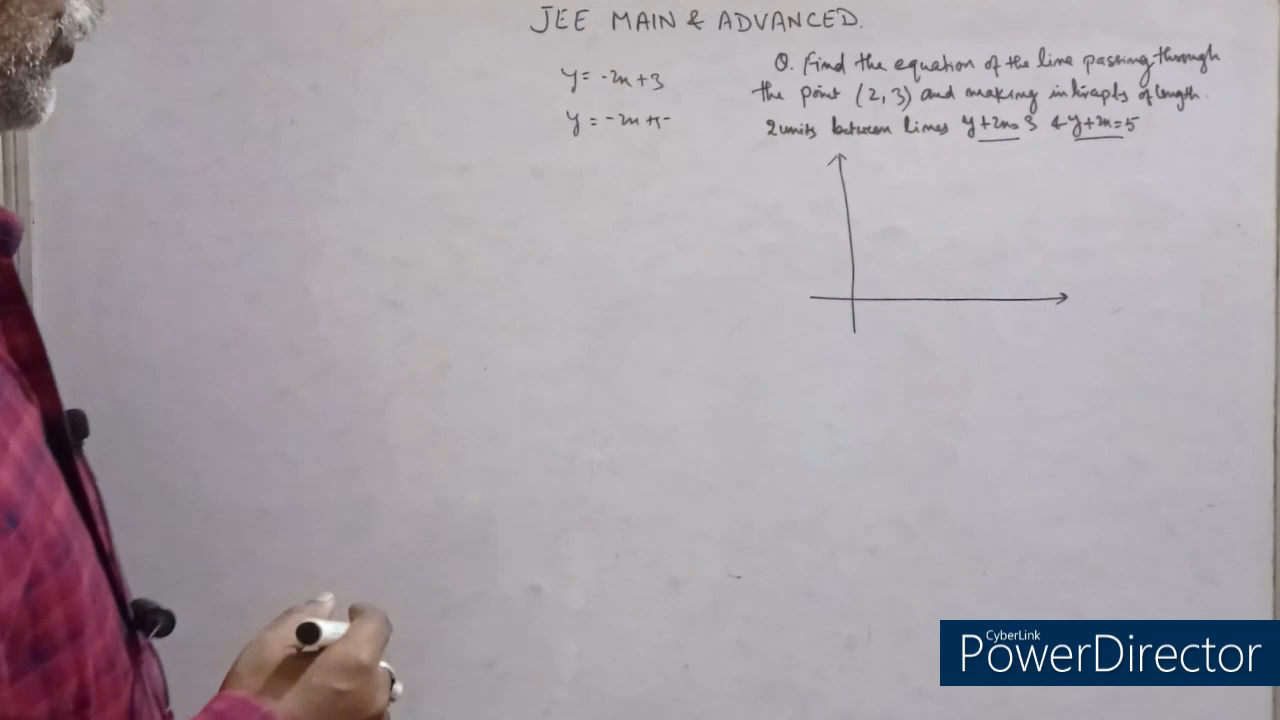 JEE MAIN & ADVANCED.
y = -2x + 3
y = -2x + 5
Q. Find the equation of the line passing through
the point (2, 3) and making intercepts of length
2 units between lines y + 2x = 3 & y + 2x = 5
CyberLink
PowerDirector